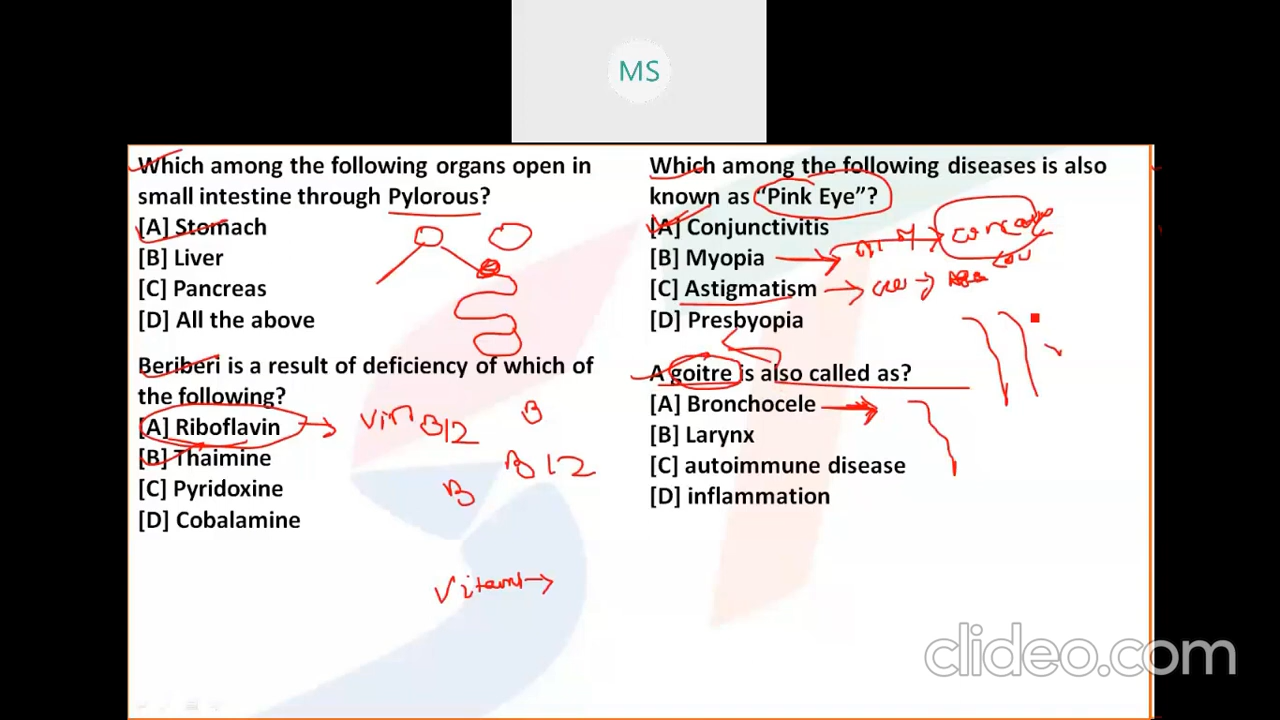 MS
Which among the following organs open in
small intestine through Pylorous?
[A] Stomach
[B] Liver
[C] Pancreas
[D] All the above
Beriberi is a result of deficiency of which of
the following?
[A] Riboflavin
[B] Thaimine
[C] Pyridoxine
[D] Cobalamine
Vin B12 B
B 12
B
Which among the following diseases is also
known as “Pink Eye”?
[A] Conjunctivitis
[B] Myopia
[C] Astigmatism
[D] Presbyopia
A goitre is also called as?
[A] Bronchocele
[B] Larynx
[C] autoimmune disease
[D] inflammation
clideo.com